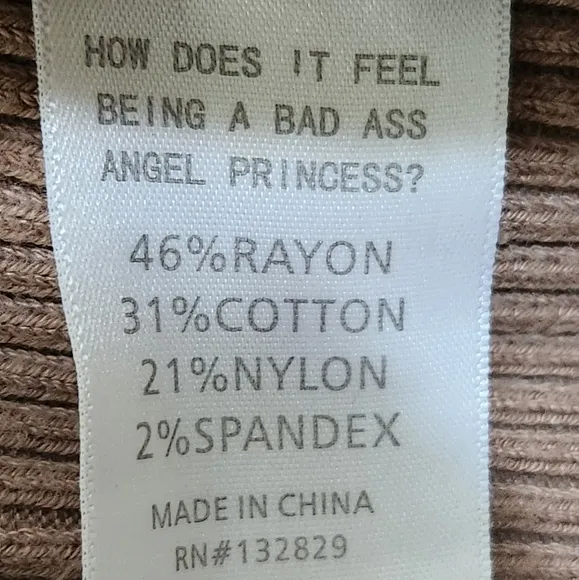 HOW DOES IT FEEL
BEING A BAD ASS
ANGEL PRINCESS?
46%RAYON
31%COTTON
21%NYLON
2%SPANDEX
MADE IN CHINA
RN#132829